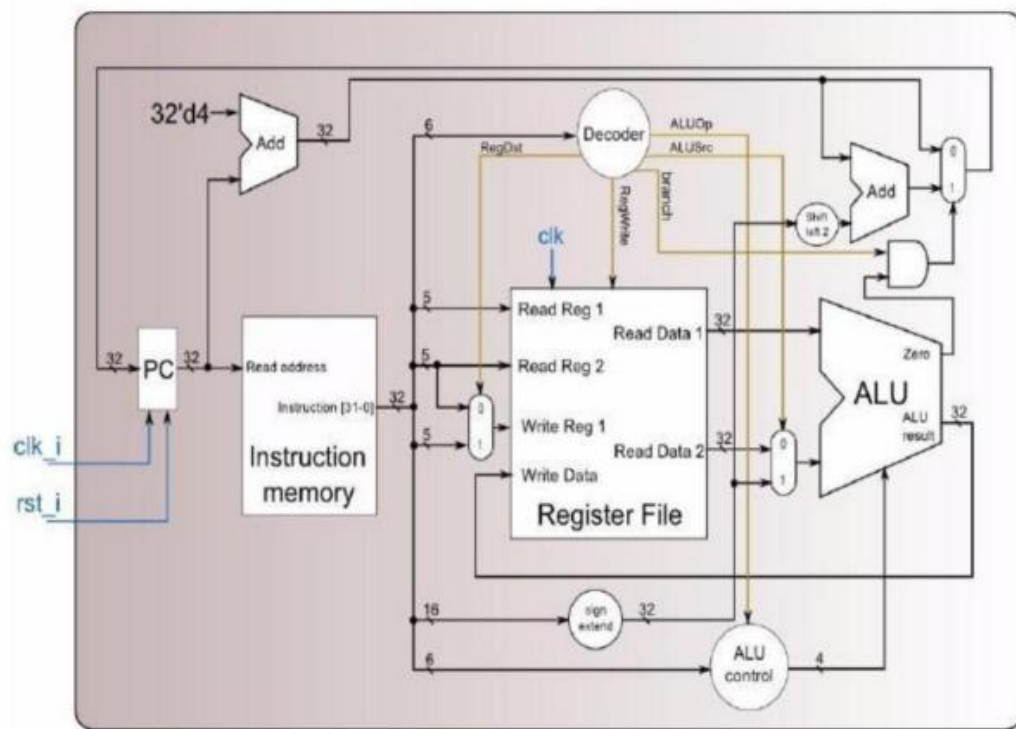 32'd4
Add
32
6
Decoder
ALUOp
ALUSrc
RegDst
RegWrite
branch
0
1
Add
Shift
left 2
clk
5
Read Reg 1
Read Data 1
32
32
PC
32
Read address
Instruction [31-0]
32
Instruction
memory
5
Read Reg 2
0
1
5
Write Reg 1
Read Data 2
32
0
1
Write Data
Register File
Zero
ALU
ALU
result
32
clk_i
rst_i
16
sign
extend
32
6
ALU
control
4